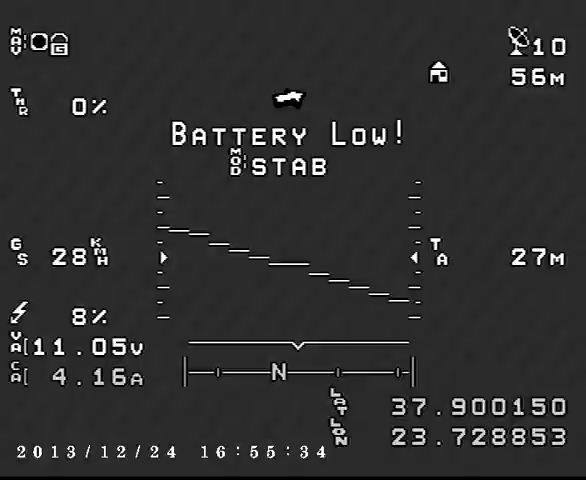 MAV 10
56M
THR 0%
BATTERY LOW!
MOD STAB
GS 28 KMH TA 27M
8%
VA 11.05V
CA 4.16A N
LAT 37.900150
LON 23.728853
2013/12/24 16:55:34